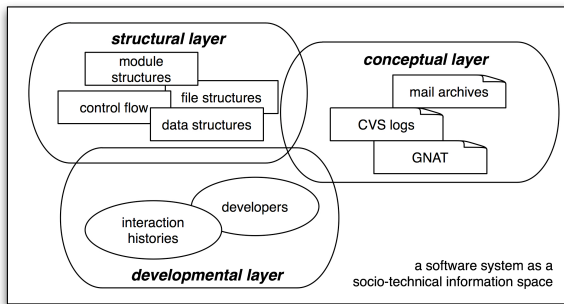 structural layer
module
structures
file structures
control flow
data structures
conceptual layer
mail archives
CVS logs
GNAT
developers
interaction
histories
developmental layer
a software system as a
socio-technical information space